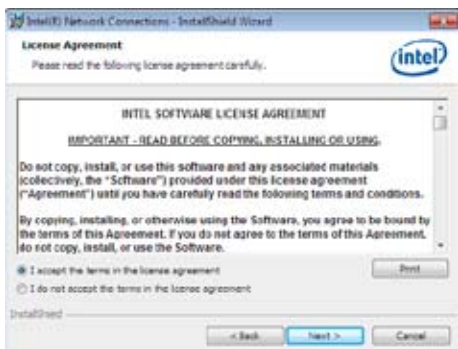 Intel(R) Network Connections - InstallShield Wizard
License Agreement
Please read the following license agreement carefully.
intel
INTEL SOFTWARE LICENSE AGREEMENT
IMPORTANT - READ BEFORE COPYING, INSTALLING OR USING.
Do not copy, install, or use this software and any associated materials
(collectively, the "Software") provided under this license agreement
("Agreement") until you have carefully read the following terms and conditions.
By copying, installing, or otherwise using the Software, you agree to be bound by
the terms of this Agreement. If you do not agree to the terms of this Agreement,
do not copy, install, or use the Software.
I accept the terms in the license agreement
Print
I do not accept the terms in the license agreement
InstallShield
< Back
Next >
Cancel